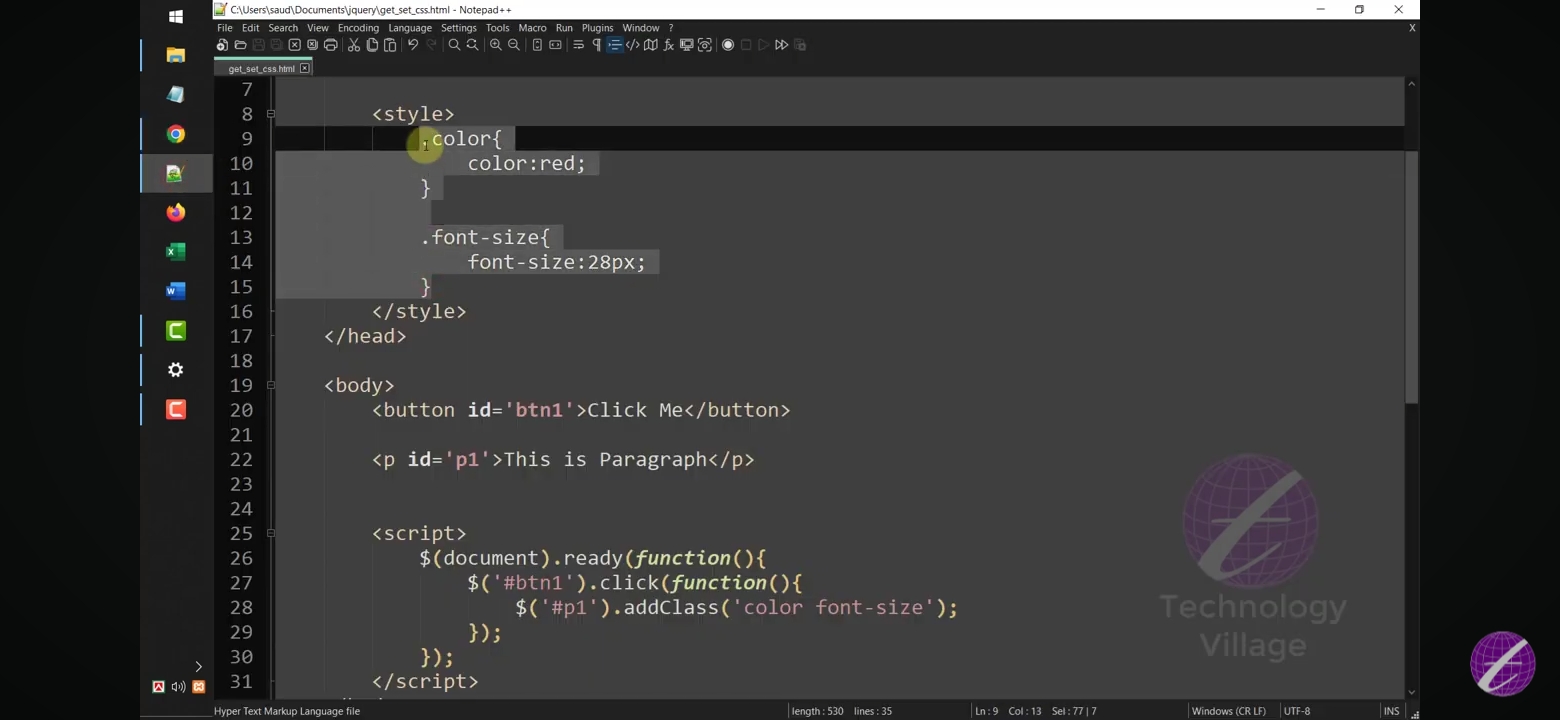 C:\Users\saud\Documents\jquery\get_set_css.html - Notepad++
File Edit Search View Encoding Language Settings Tools Macro Run Plugins Window ? X
get_set_css.html
7
8 <style>
9 .color{
10 color:red;
11 }
12
13 .font-size{
14 font-size:28px;
15 }
16 </style>
17 </head>
18
19 <body>
20 <button id='btn1'>Click Me</button>
21
22 <p id='p1'>This is Paragraph</p>
23
24
25 <script>
26 $(document).ready(function(){
27 $('#btn1').click(function(){
28 $('#p1').addClass('color font-size');
29 });
30 });
31 </script>
Technology
Village
Hyper Text Markup Language file length : 530 lines : 35 Ln : 9 Col : 13 Sel : 77 | 7 Windows (CR LF) UTF-8 INS